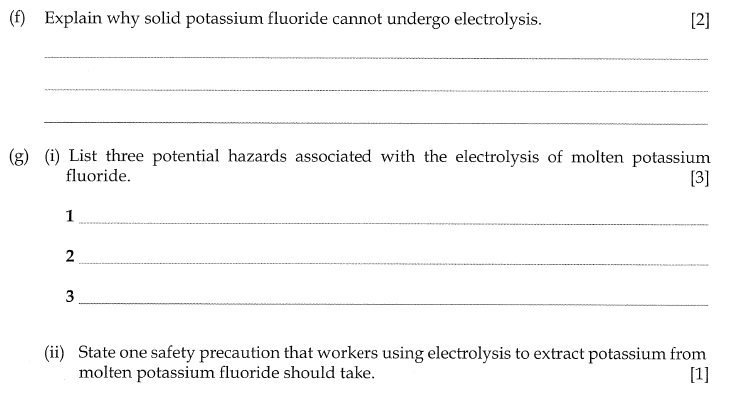 (f) Explain why solid potassium fluoride cannot undergo electrolysis. [2]
(g) (i) List three potential hazards associated with the electrolysis of molten potassium
fluoride. [3]
1
2
3
(ii) State one safety precaution that workers using electrolysis to extract potassium from
molten potassium fluoride should take. [1]